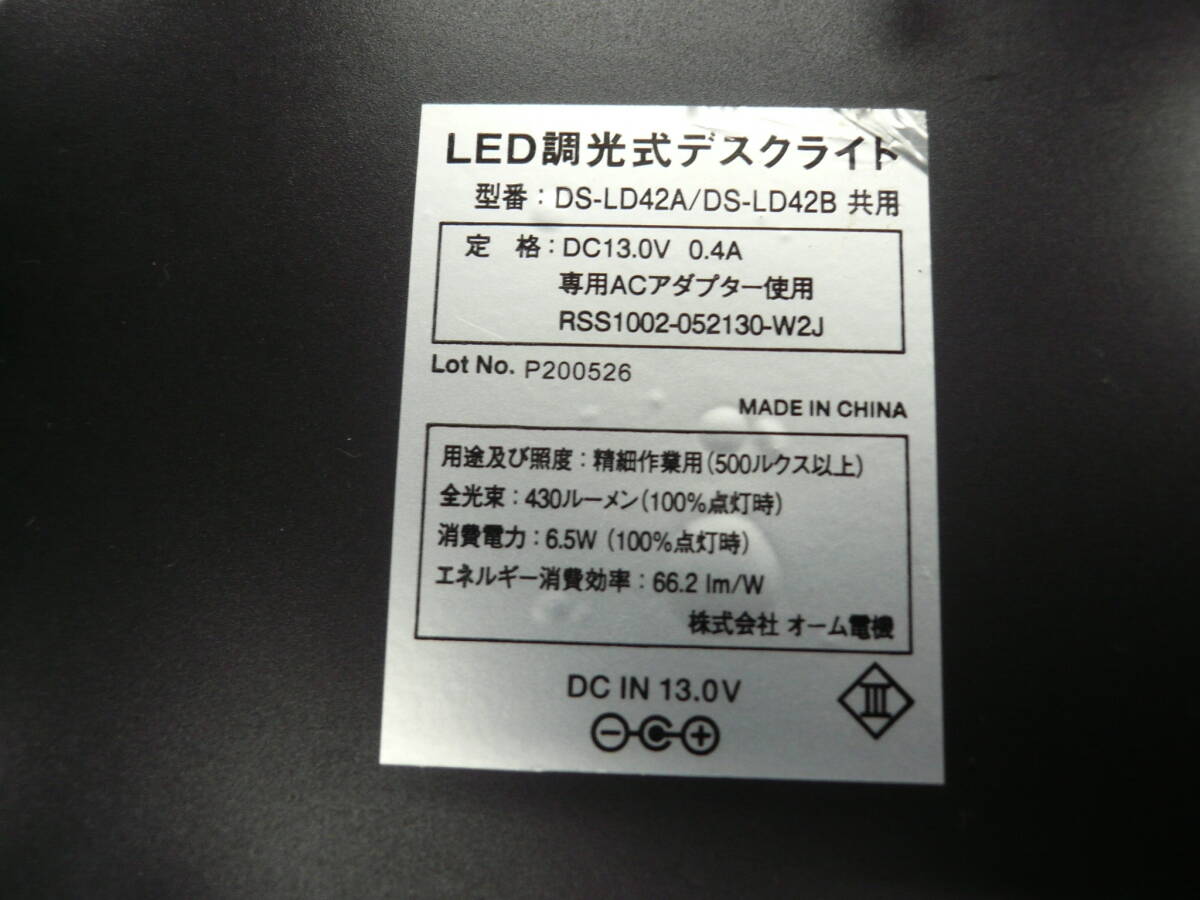 LED調光式デスクライト
型番：DS-LD42A/DS-LD42B 共用
定　格：DC13.0V 0.4A
専用ACアダプター使用
RSS1002-052130-W2J
Lot No. P200526
MADE IN CHINA
用途及び照度：精細作業用(500ルクス以上)
全光束：430ルーメン(100%点灯時)
消費電力：6.5W (100%点灯時)
エネルギー消費効率：66.2 lm/W
株式会社 オーム電機
DC IN 13.0V
III